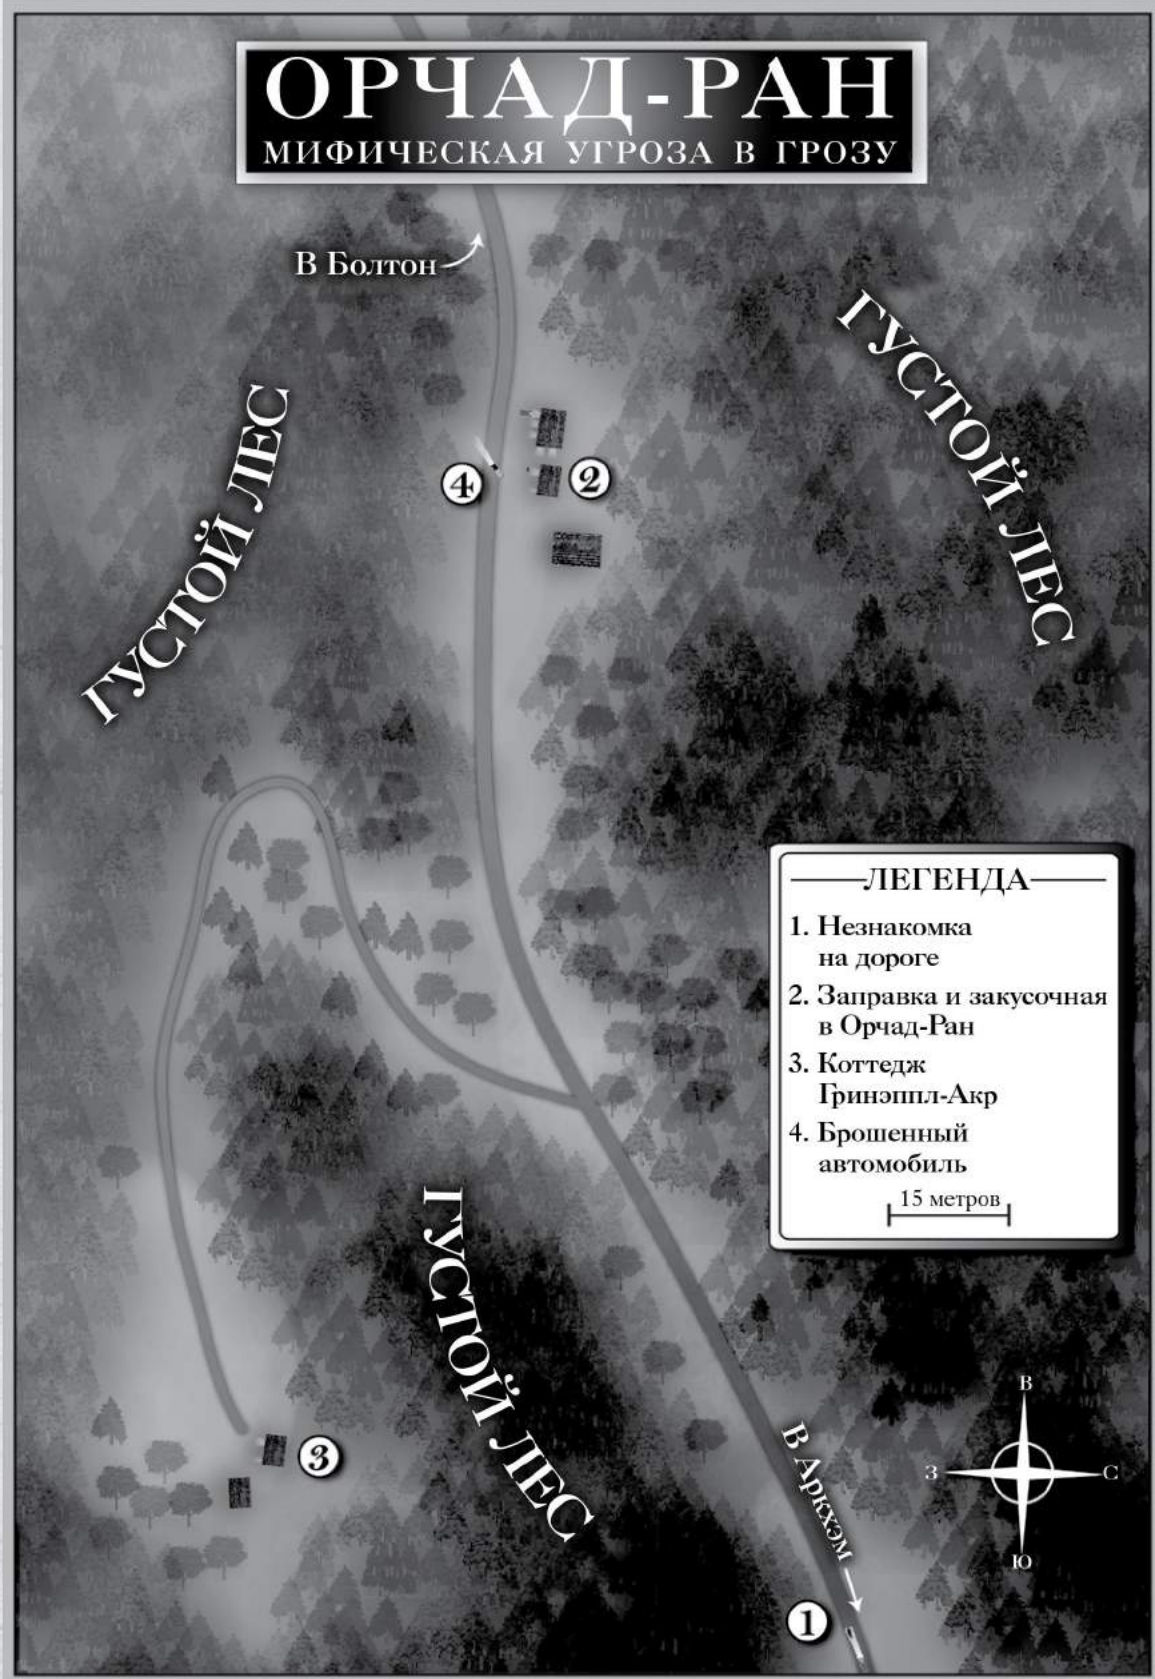 ОРЧАД-РАН
МИФИЧЕСКАЯ УГРОЗА В ГРОЗУ
В Болтон
ГУСТОЙ ЛЕС
ГУСТОЙ ЛЕС
4
2
ЛЕГЕНДА
1. Незнакомка
на дороге
2. Заправка и закусочная
в Орчад-Ран
3. Коттедж
Гринэппл-Акр
4. Брошенный
автомобиль
15 метров
ГУСТОЙ ЛЕС
3
В Аркхэм
1
В
З
С
Ю